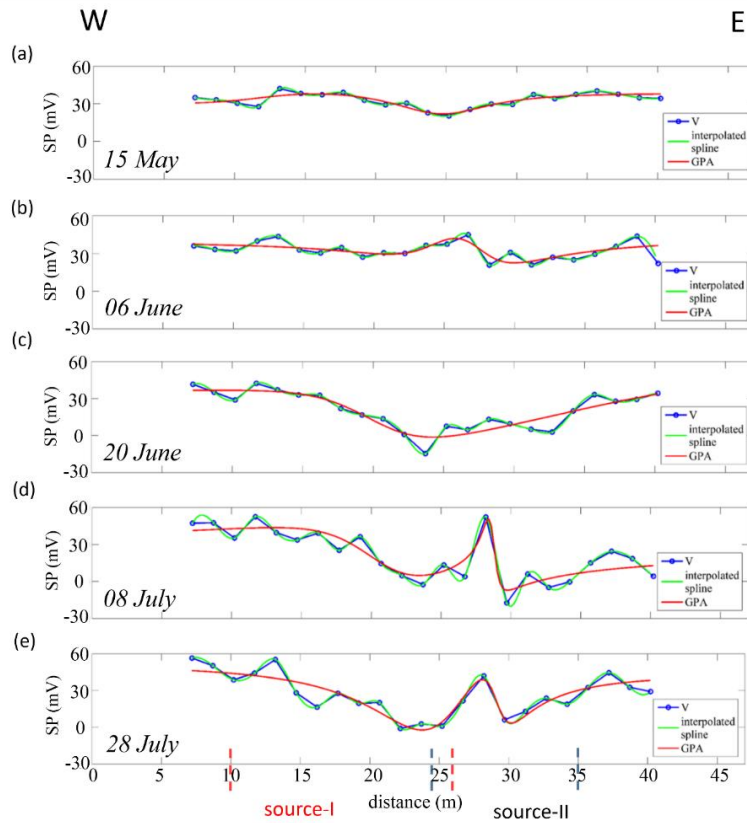 W E
(a)
60
30
0
-30
SP (mV)
15 May
V
interpolated
spline
GPA
(b)
60
30
0
-30
SP (mV)
06 June
V
interpolated
spline
GPA
(c)
60
30
0
-30
SP (mV)
20 June
V
interpolated
spline
GPA
(d)
60
30
0
-30
SP (mV)
08 July
V
interpolated
spline
GPA
(e)
60
30
0
-30
SP (mV)
28 July
V
interpolated
spline
GPA
0 5 10 15 20 25 30 35 40 45
source-I distance (m) source-II